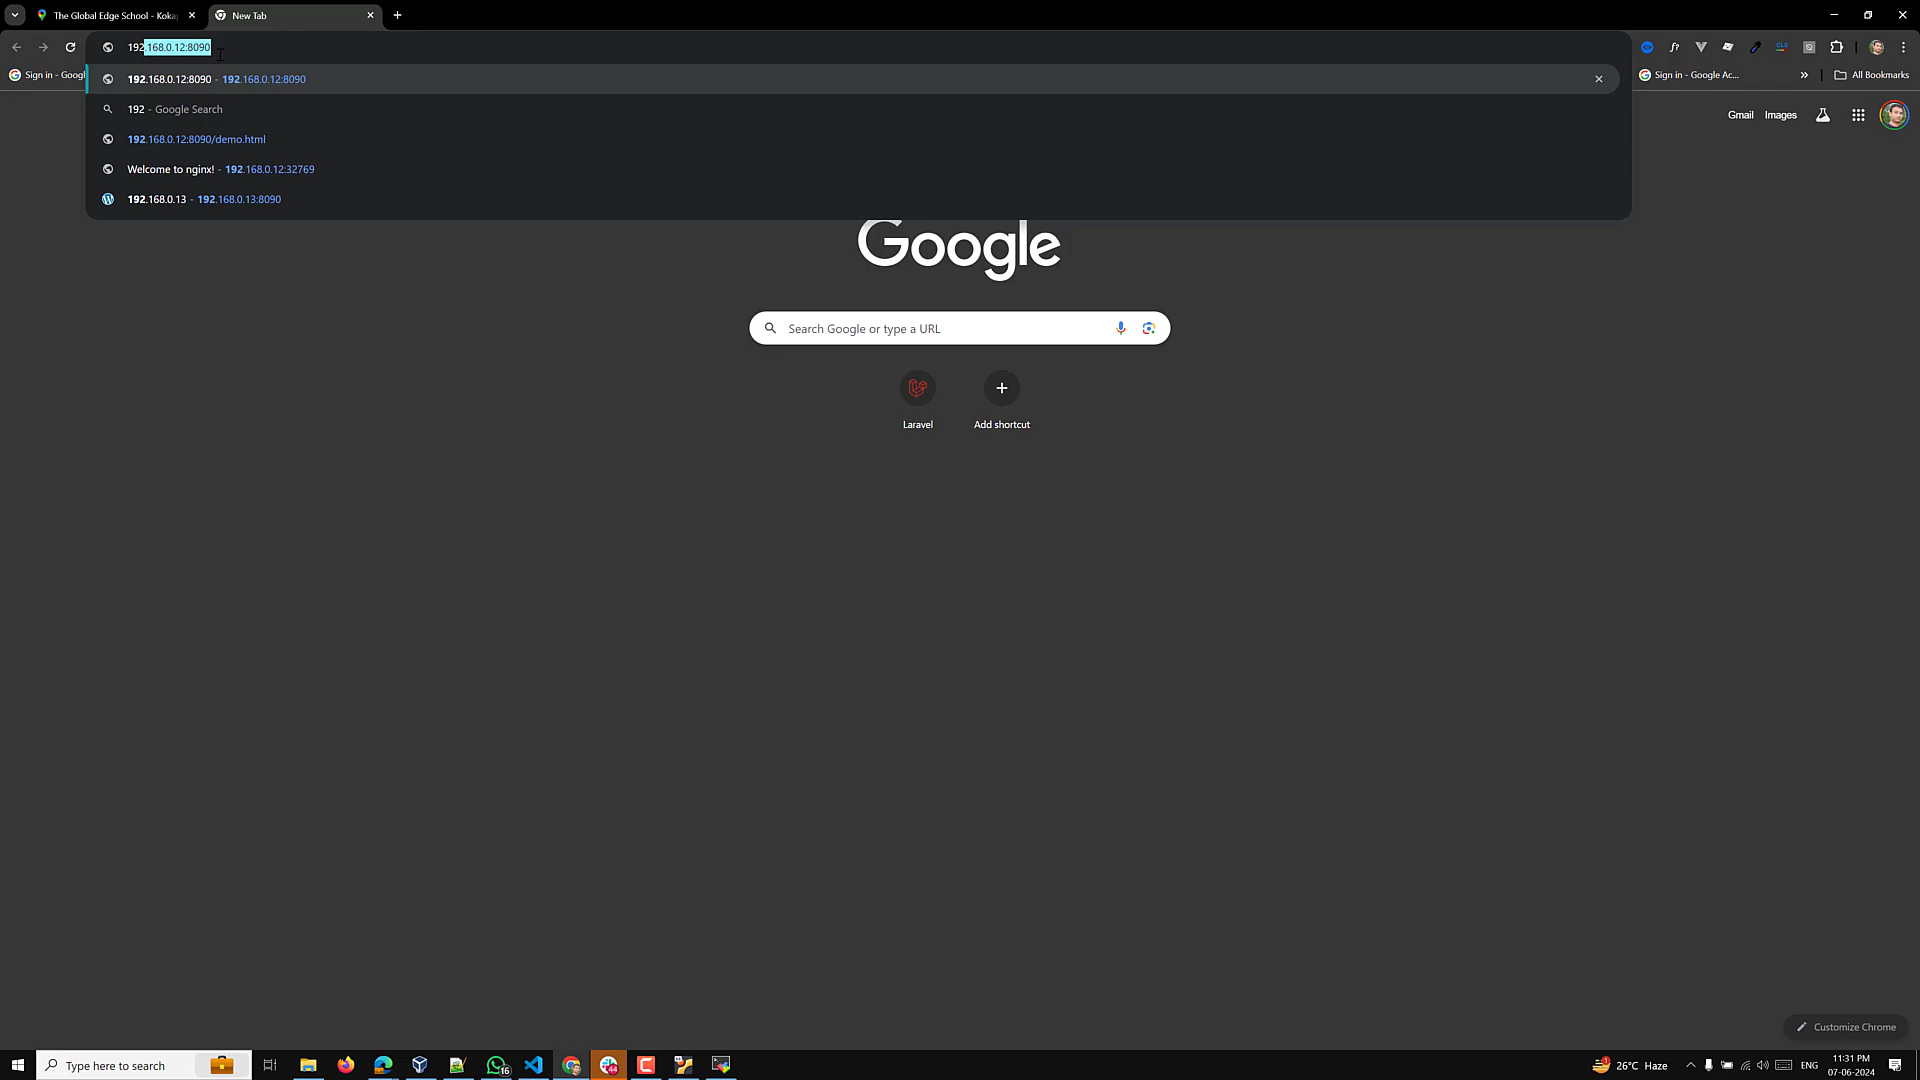 The Global Edge School - Koka
New Tab
192.168.0.12:8090
Sign in - Googl
192.168.0.12:8090 - 192.168.0.12:8090
192 - Google Search
192.168.0.12:8090/demo.html
Welcome to nginx! - 192.168.0.12:32769
192.168.0.13 - 192.168.0.13:8090
Sign in - Google Ac...
All Bookmarks
Gmail
Images
Google
Search Google or type a URL
Laravel
Add shortcut
Customize Chrome
Type here to search
16
44
26°C Haze
ENG
11:31 PM
07-06-2024